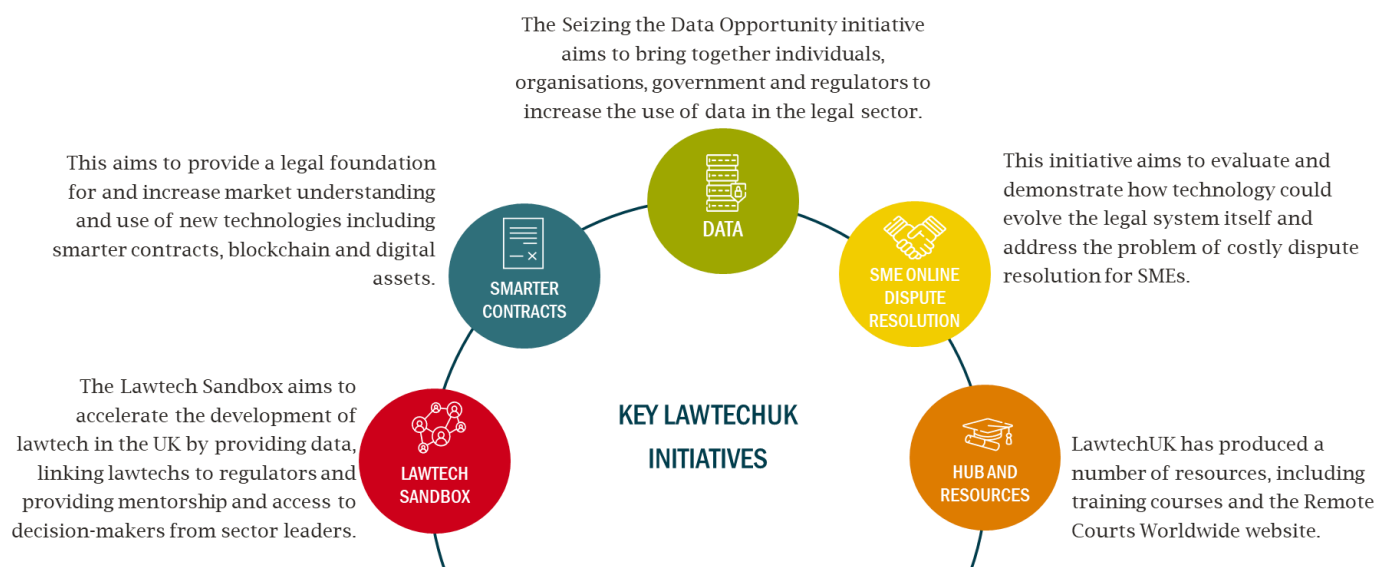 The Seizing the Data Opportunity initiative
aims to bring together individuals,
organisations, government and regulators to
increase the use of data in the legal sector.
DATA
This aims to provide a legal foundation
for and increase market understanding
and use of new technologies including
smarter contracts, blockchain and digital
assets.
SMARTER
CONTRACTS
This initiative aims to evaluate and
demonstrate how technology could
evolve the legal system itself and
address the problem of costly dispute
resolution for SMEs.
SME ONLINE
DISPUTE
RESOLUTION
The Lawtech Sandbox aims to
accelerate the development of
lawtech in the UK by providing data,
linking lawtechs to regulators and
providing mentorship and access to
decision-makers from sector leaders.
LAWTECH
SANDBOX
KEY LAWTECHUK
INITIATIVES
HUB AND
RESOURCES
LawtechUK has produced a
number of resources, including
training courses and the Remote
Courts Worldwide website.